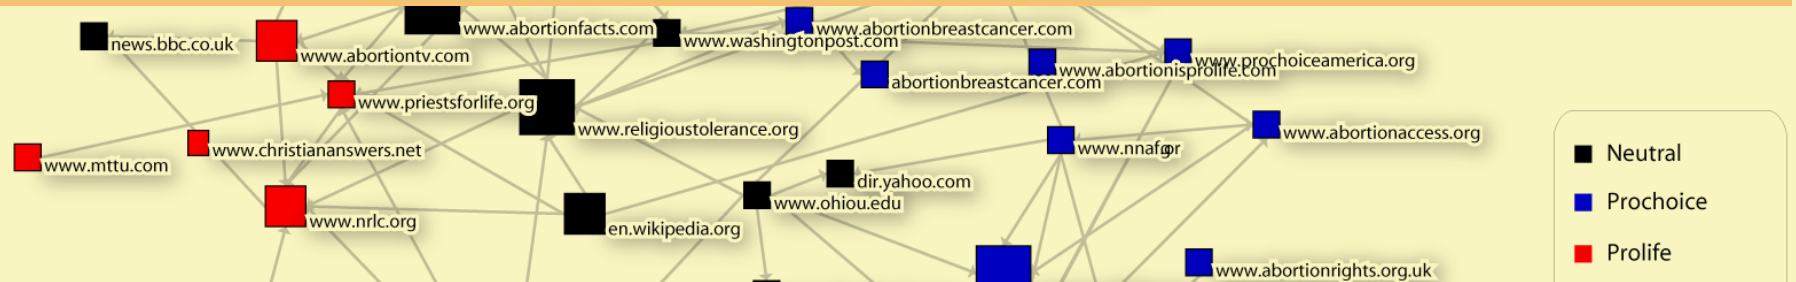 www.abortionfacts.com
www.abortionbreastcancer.com
news.bbc.co.uk
www.washingtonpost.com
www.abortiontv.com
www.prochoiceamerica.org
www.abortionisprolife.com
abortionbreastcancer.com
www.priestsforlife.org
www.religioustolerance.org
www.abortionaccess.org
www.christiananswers.net
www.nnaf.or
Neutral
www.mttu.com
dir.yahoo.com
www.ohiou.edu
Prochoice
www.nrlc.org
en.wikipedia.org
Prolife
www.abortionrights.org.uk